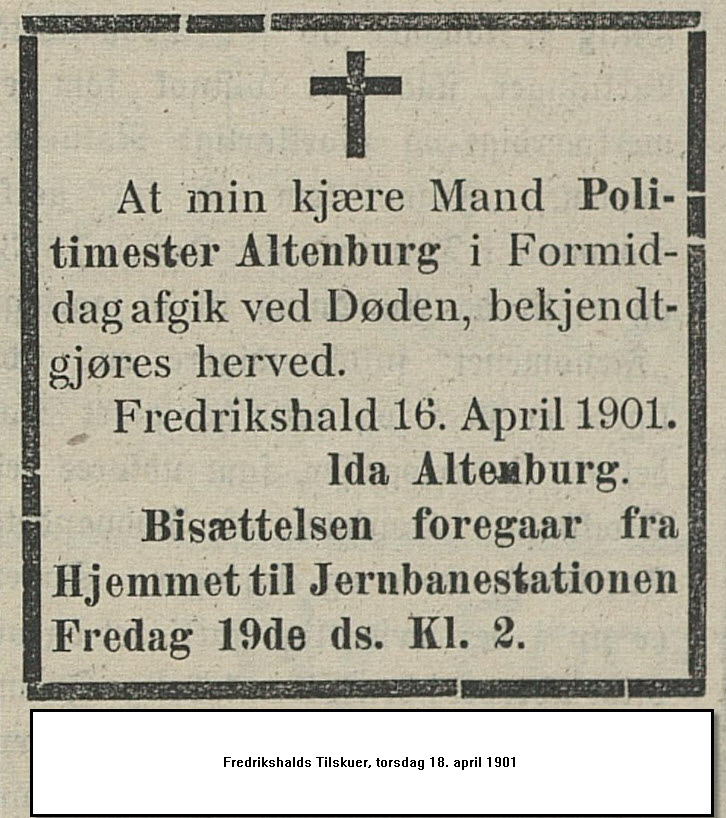 At min kjære Mand Poli-
timester Altenburg i Formid-
dag afgik ved Døden, bekjendt-
gjøres herved.
Fredrikshald 16. April 1901.
Ida Altenburg.
Bisættelsen foregaar fra
Hjemmet til Jernbanestationen
Fredag 19de ds. Kl. 2.
Fredrikshalds Tilskuer, torsdag 18. april 1901